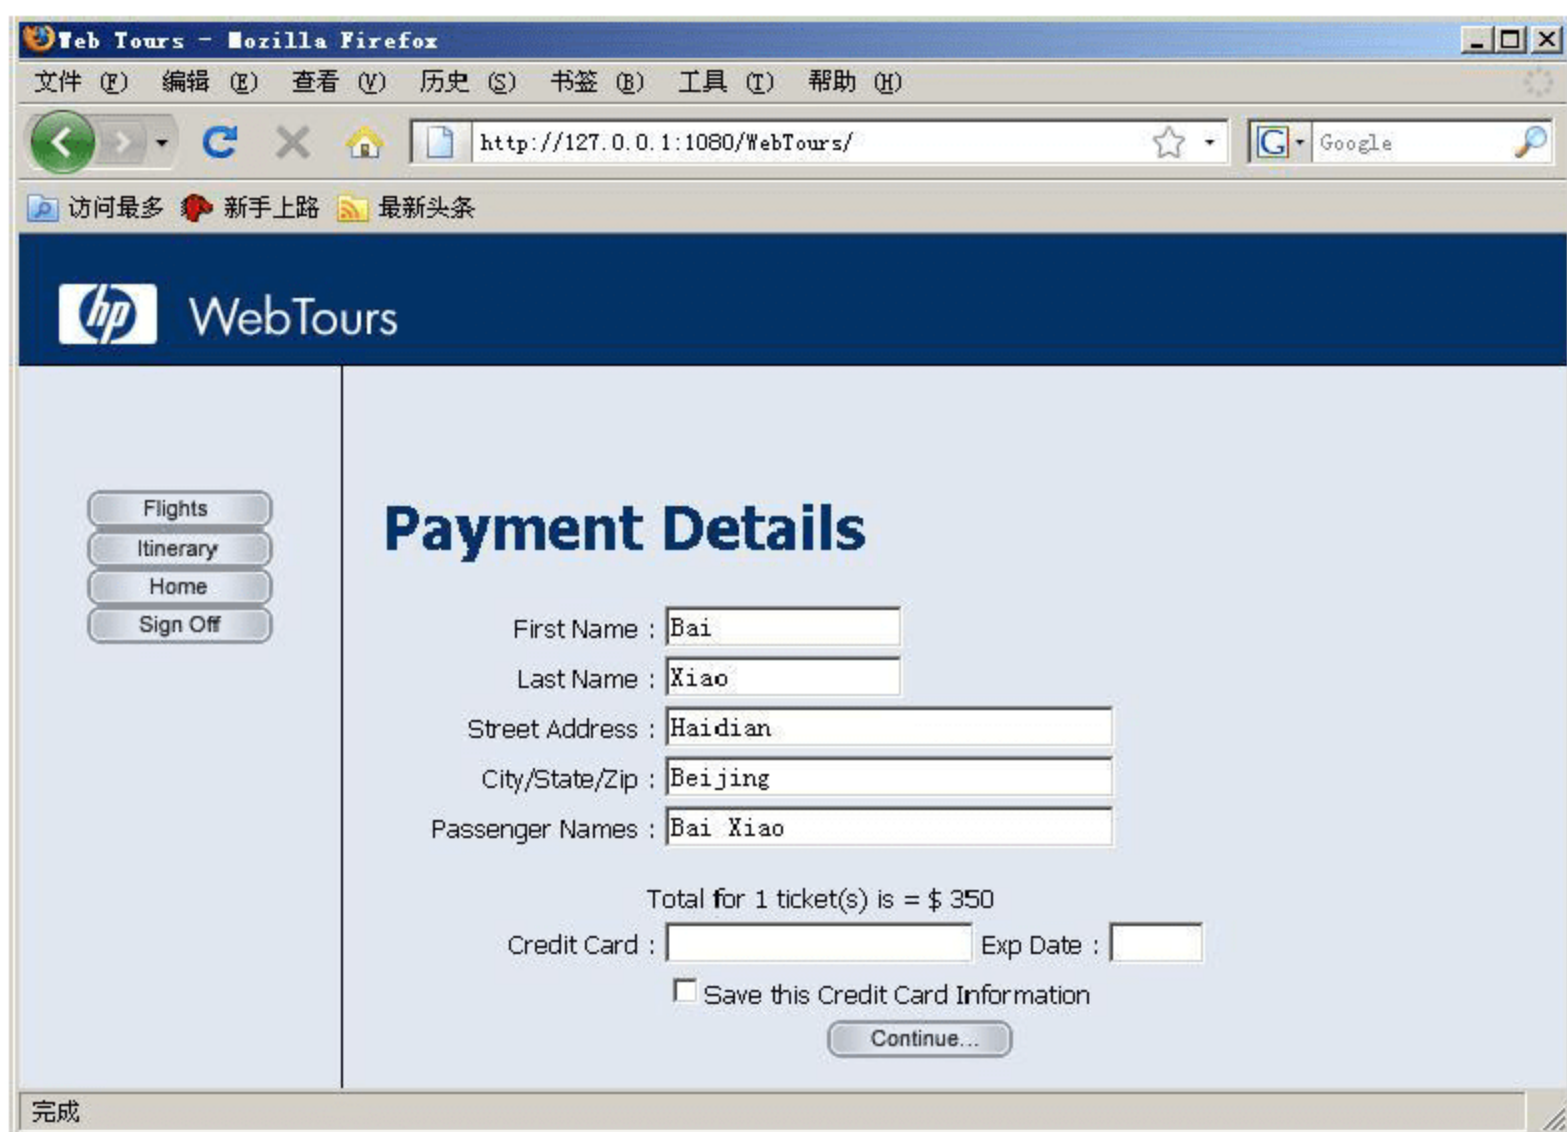 Web Tours - Mozilla Firefox
文件 (F) 编辑 (E) 查看 (V) 历史 (S) 书签 (B) 工具 (T) 帮助 (H)
http://127.0.0.1:1080/WebTours/ G Google
访问最多 新手上路 最新头条
hp WebTours
Flights
Itinerary
Home
Sign Off
Payment Details
First Name : Bai
Last Name : Xiao
Street Address : Haidian
City/State/Zip : Beijing
Passenger Names : Bai Xiao
Total for 1 ticket(s) is = $ 350
Credit Card : Exp Date :
Save this Credit Card Information
Continue...
完成